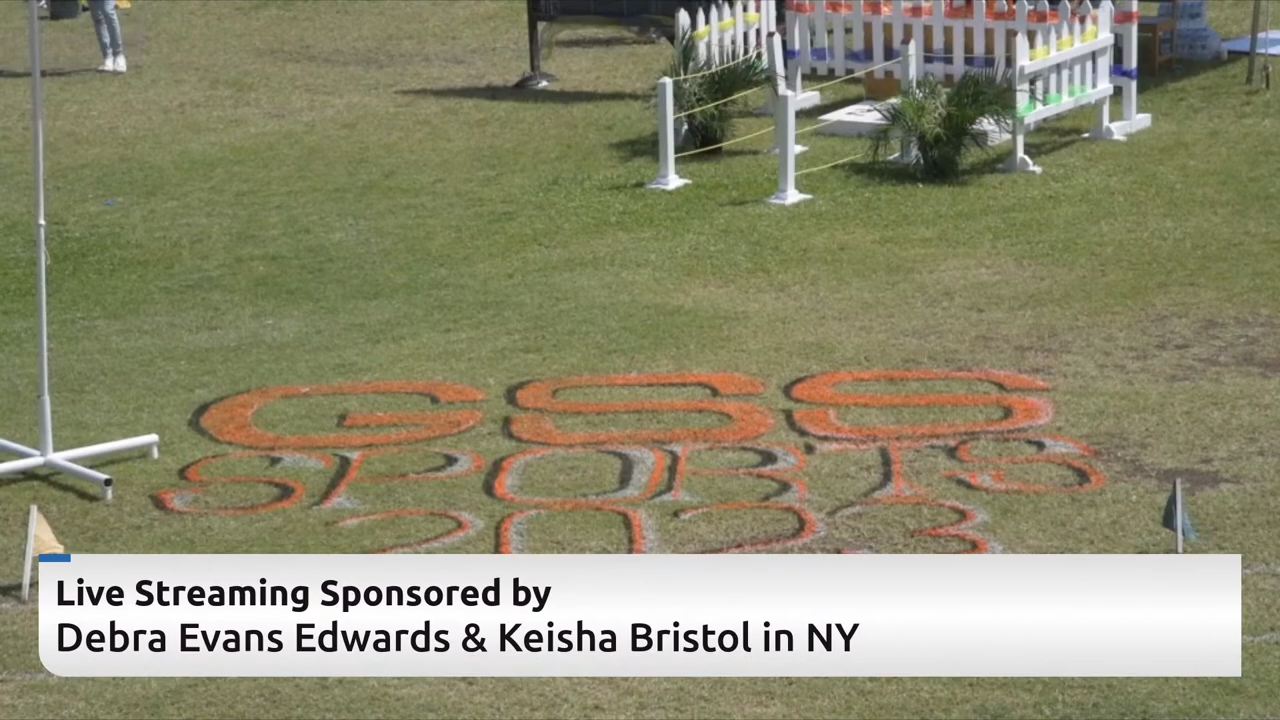 GSS
SPORTS
2023
Live Streaming Sponsored by
Debra Evans Edwards & Keisha Bristol in NY